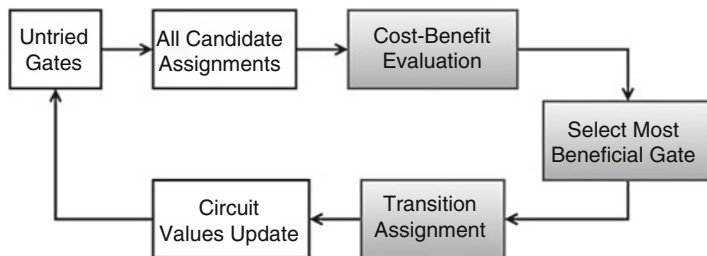 Untried
Gates
All Candidate
Assignments
Cost-Benefit
Evaluation
Select Most
Beneficial Gate
Transition
Assignment
Circuit
Values Update